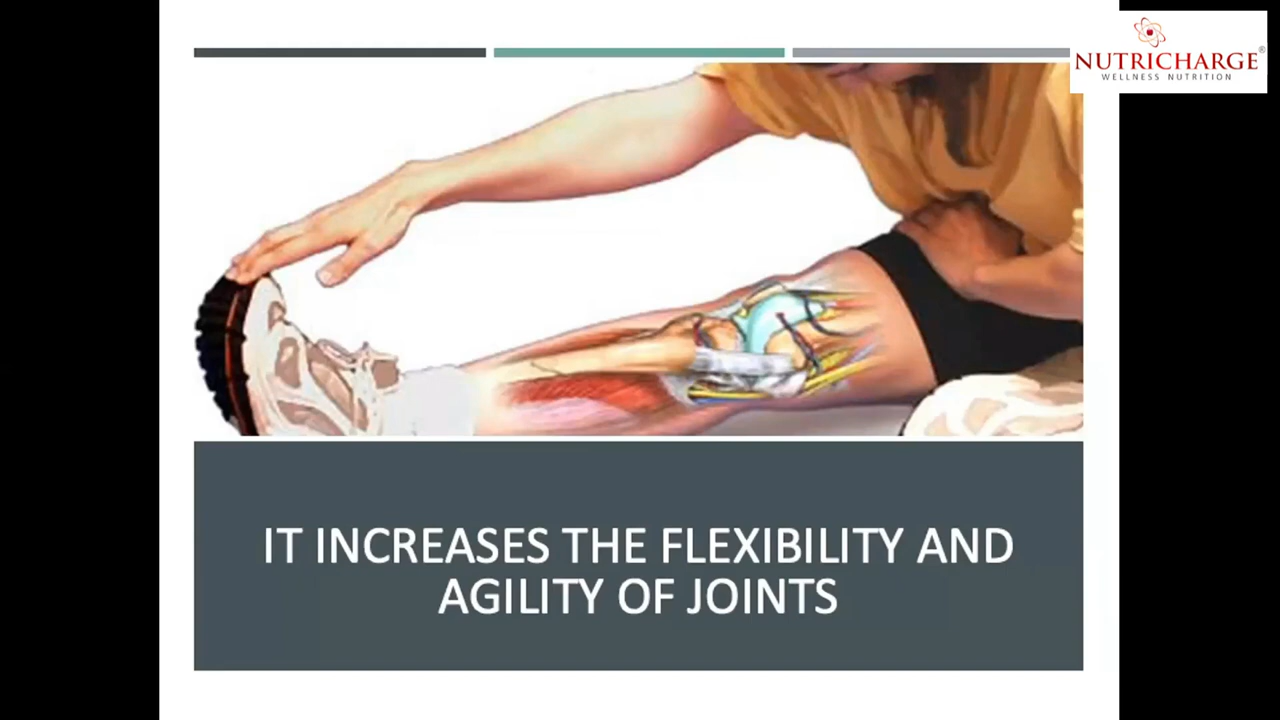 NUTRICHARGE®
WELLNESS NUTRITION
IT INCREASES THE FLEXIBILITY AND
AGILITY OF JOINTS